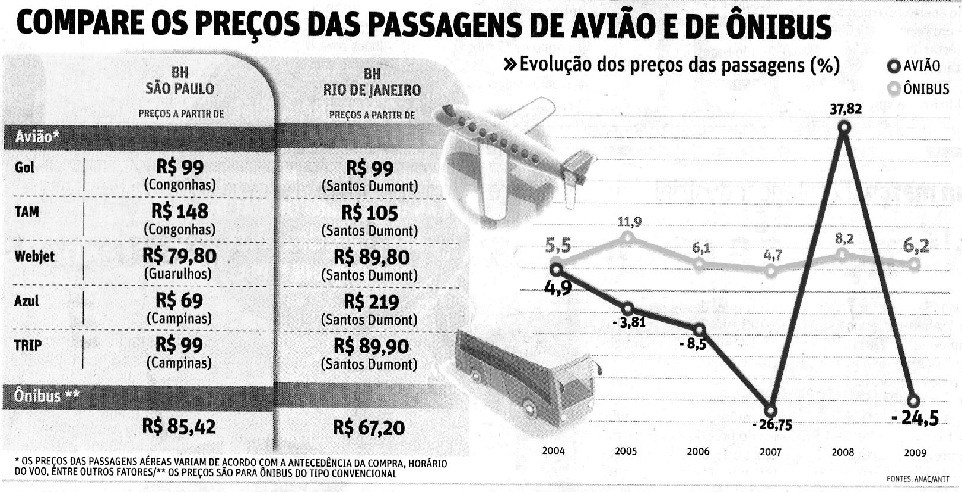 COMPARE OS PREÇOS DAS PASSAGENS DE AVIÃO E DE ÔNIBUS
BH
SÃO PAULO
PREÇOS A PARTIR DE
BH
RIO DE JANEIRO
PREÇOS A PARTIR DE
Avião*
Gol
R$ 99
(Congonhas)
R$ 99
(Santos Dumont)
TAM
R$ 148
(Congonhas)
R$ 105
(Santos Dumont)
Webjet
R$ 79,80
(Guarulhos)
R$ 89,80
(Santos Dumont)
Azul
R$ 69
(Campinas)
R$ 219
(Santos Dumont)
TRIP
R$ 99
(Campinas)
R$ 89,90
(Santos Dumont)
Ônibus **
R$ 85,42
R$ 67,20
* OS PREÇOS DAS PASSAGENS AÉREAS VARIAM DE ACORDO COM A ANTECEDÊNCIA DA COMPRA, HORÁRIO
DO VOO, ENTRE OUTROS FATORES/** OS PREÇOS SÃO PARA ÔNIBUS DO TIPO CONVENCIONAL
» Evolução dos preços das passagens (%)
AVIÃO
ÔNIBUS
37,82
5,5
11,9
6,1
4,7
8,2
6,2
4,9
- 3,81
- 8,5
- 26,75
- 24,5
2004
2005
2006
2007
2008
2009
FONTES: ANAC/ANTT